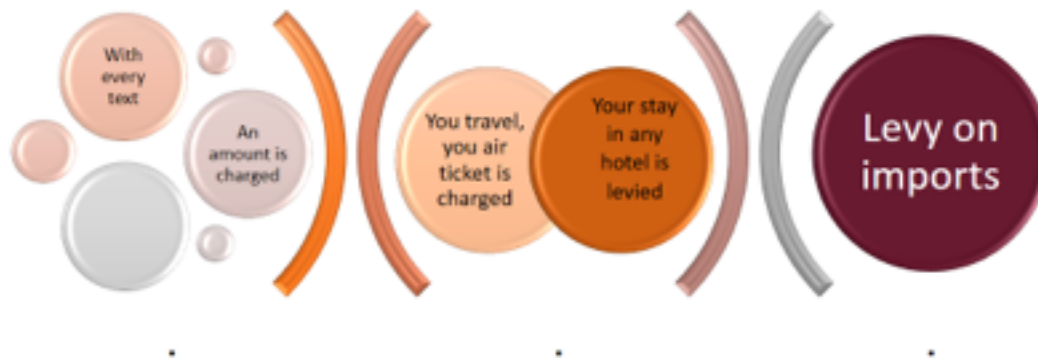 With
every
text
An
amount is
charged
You travel,
you air
ticket is
charged
Your stay
in any
hotel is
levied
Levy on
imports